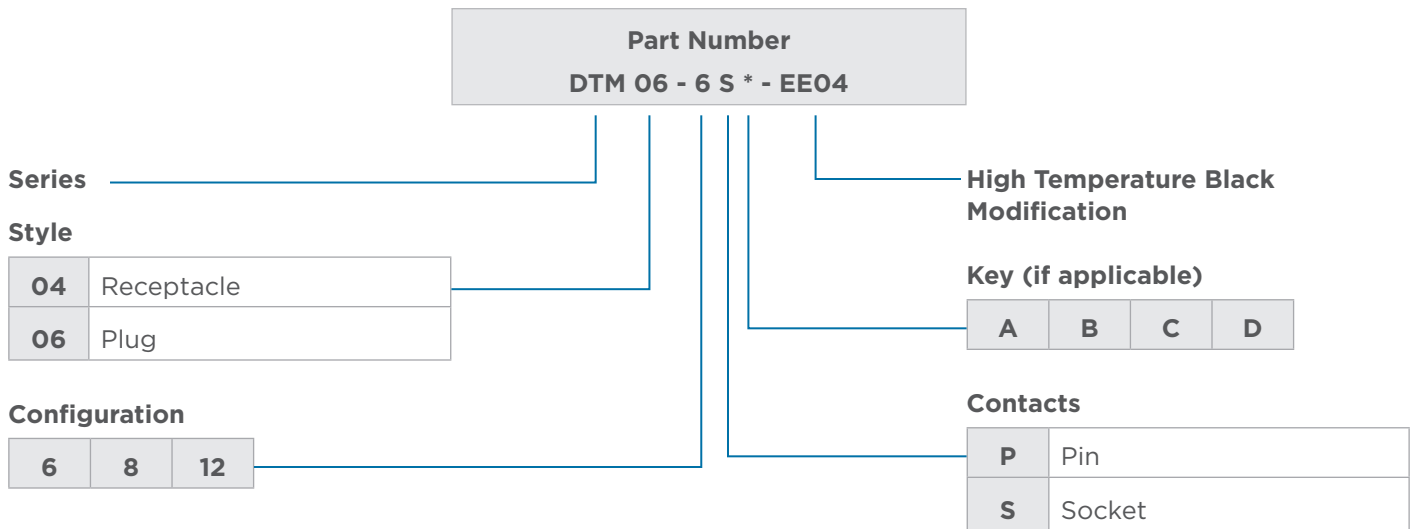 Part Number
DTM 06 - 6 S * - EE04
Series
Style
04 Receptacle
06 Plug
Configuration
6 8 12
High Temperature Black
Modification
Key (if applicable)
A B C D
Contacts
P Pin
S Socket